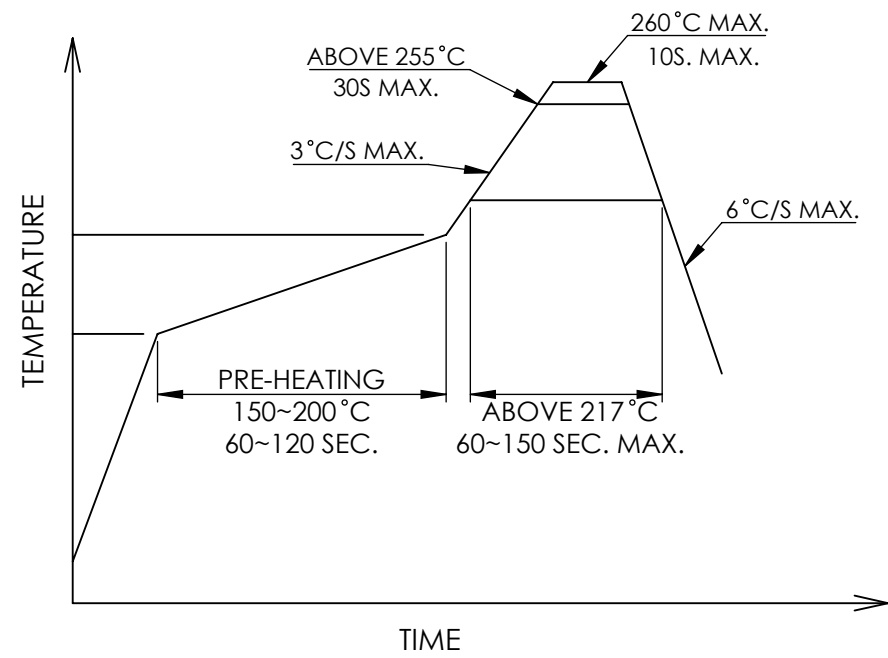 260°C MAX.
10S. MAX.
ABOVE 255°C
30S MAX.
3°C/S MAX.
6°C/S MAX.
TEMPERATURE
PRE-HEATING
150~200°C
60~120 SEC.
ABOVE 217°C
60~150 SEC. MAX.
TIME